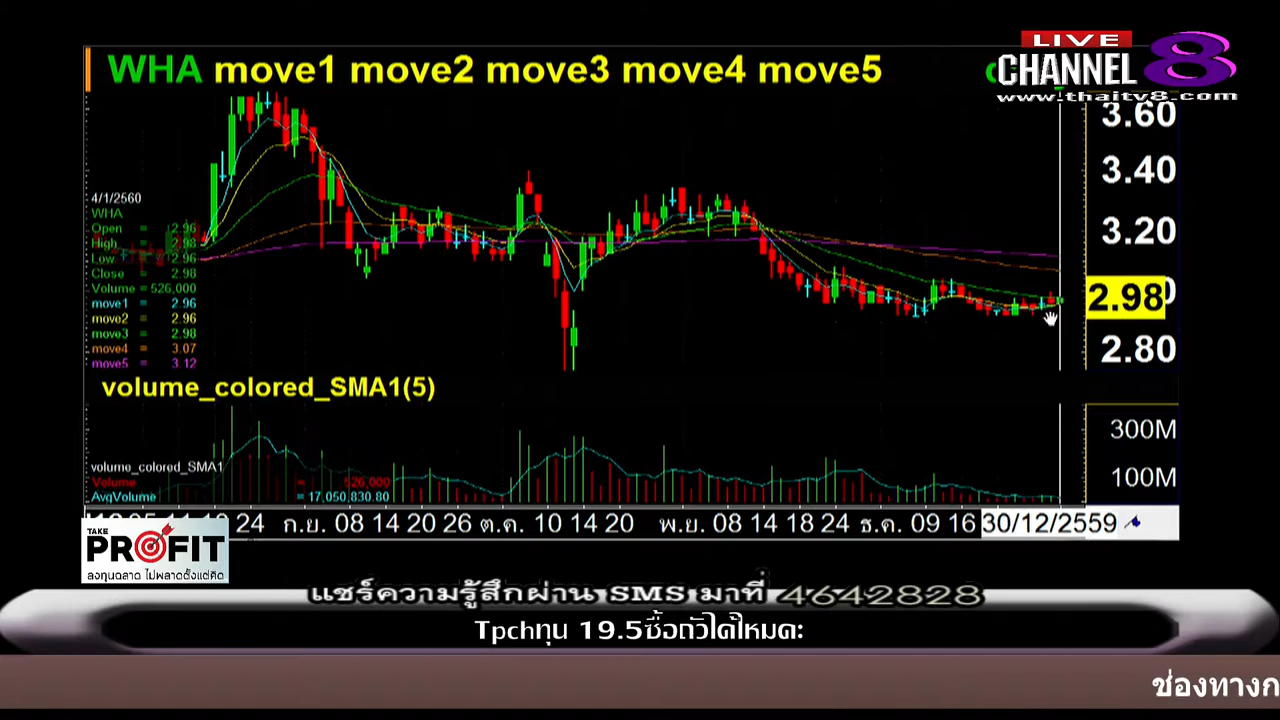 WHA move1 move2 move3 move4 move5
LIVE
CHANNEL 8
www.thaitv8.com
3.60
3.40
3.20
2.98
2.80
4/1/2560
WHA
Open = 2.96
High = 2.98
Low = 2.96
Close = 2.98
Volume = 526,000
move1 = 2.96
move2 = 2.96
move3 = 2.98
move4 = 3.07
move5 = 3.12
volume_colored_SMA1(5)
300M
100M
volume_colored_SMA1
Volume = 526,000
AvgVolume = 17,050,830.80
24 ก.ย. 08 14 20 26 ต.ค. 10 14 20 พ.ย. 08 14 18 24 ธ.ค. 09 16 30/12/2559
TAKE
PROFIT
ลงทุนฉลาด ไม่พลาดตั้งแต่คิด
แชร์ความรู้สึกผ่าน SMS มาที่ 4642828
Tpchทุน 19.5ซื้อถัวได้ไหมคะ
ช่องทางก